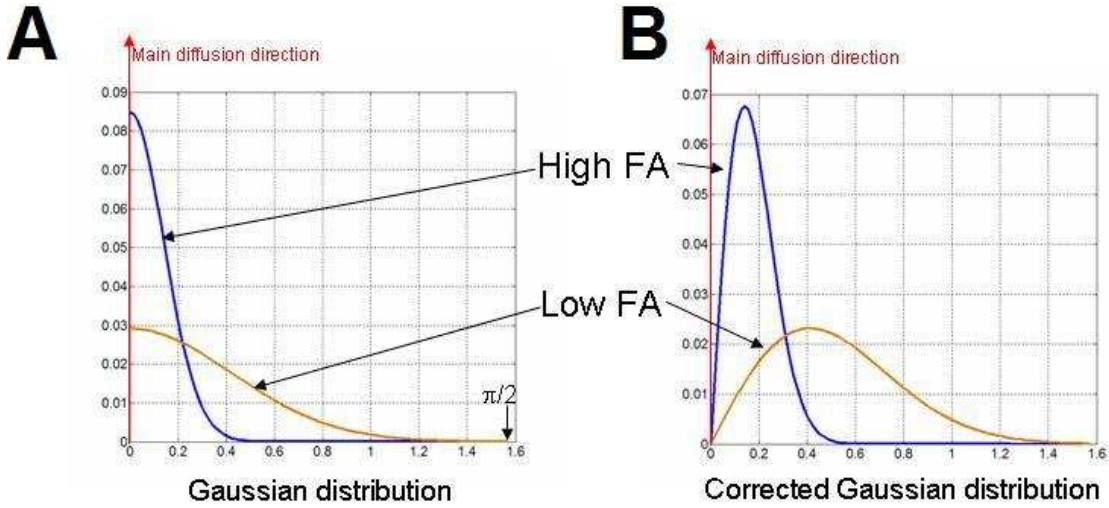 A
Main diffusion direction
0.09
0.08
0.07
0.06
0.05
0.04
0.03
0.02
0.01
0
0 0.2 0.4 0.6 0.8 1 1.2 1.4 1.6
π/2
Gaussian distribution
High FA
Low FA
B
Main diffusion direction
0.07
0.06
0.05
0.04
0.03
0.02
0.01
0
0 0.2 0.4 0.6 0.8 1 1.2 1.4 1.6
Corrected Gaussian distribution